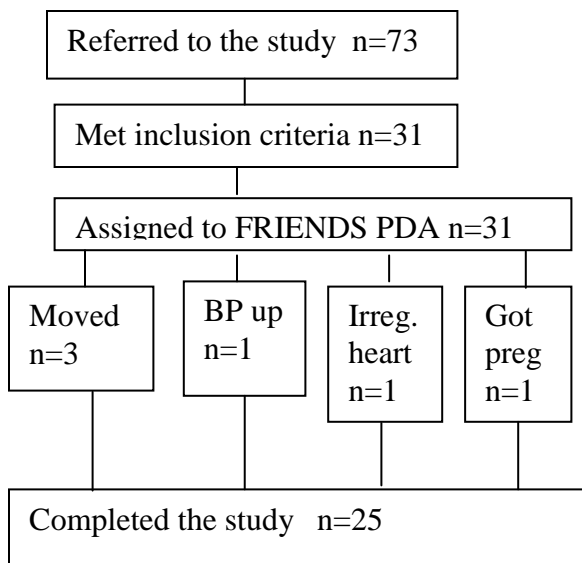 Referred to the study n=73
Met inclusion criteria n=31
Assigned to FRIENDS PDA n=31
Moved
n=3
BP up
n=1
Irreg.
heart
n=1
Got
preg
n=1
Completed the study n=25